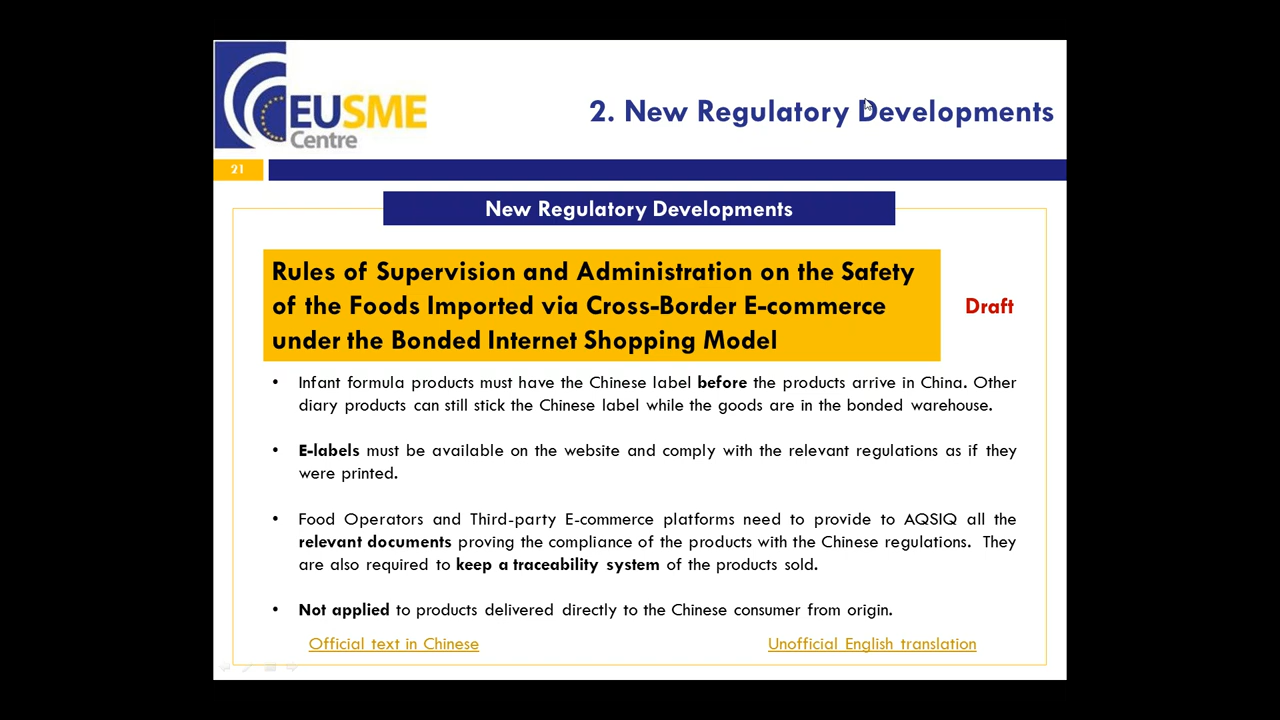 EUSME
Centre
2. New Regulatory Developments
21
New Regulatory Developments
Rules of Supervision and Administration on the Safety
of the Foods Imported via Cross-Border E-commerce
under the Bonded Internet Shopping Model
Draft
• Infant formula products must have the Chinese label before the products arrive in China. Other
diary products can still stick the Chinese label while the goods are in the bonded warehouse.
• E-labels must be available on the website and comply with the relevant regulations as if they
were printed.
• Food Operators and Third-party E-commerce platforms need to provide to AQSIQ all the
relevant documents proving the compliance of the products with the Chinese regulations. They
are also required to keep a traceability system of the products sold.
• Not applied to products delivered directly to the Chinese consumer from origin.
Official text in Chinese
Unofficial English translation